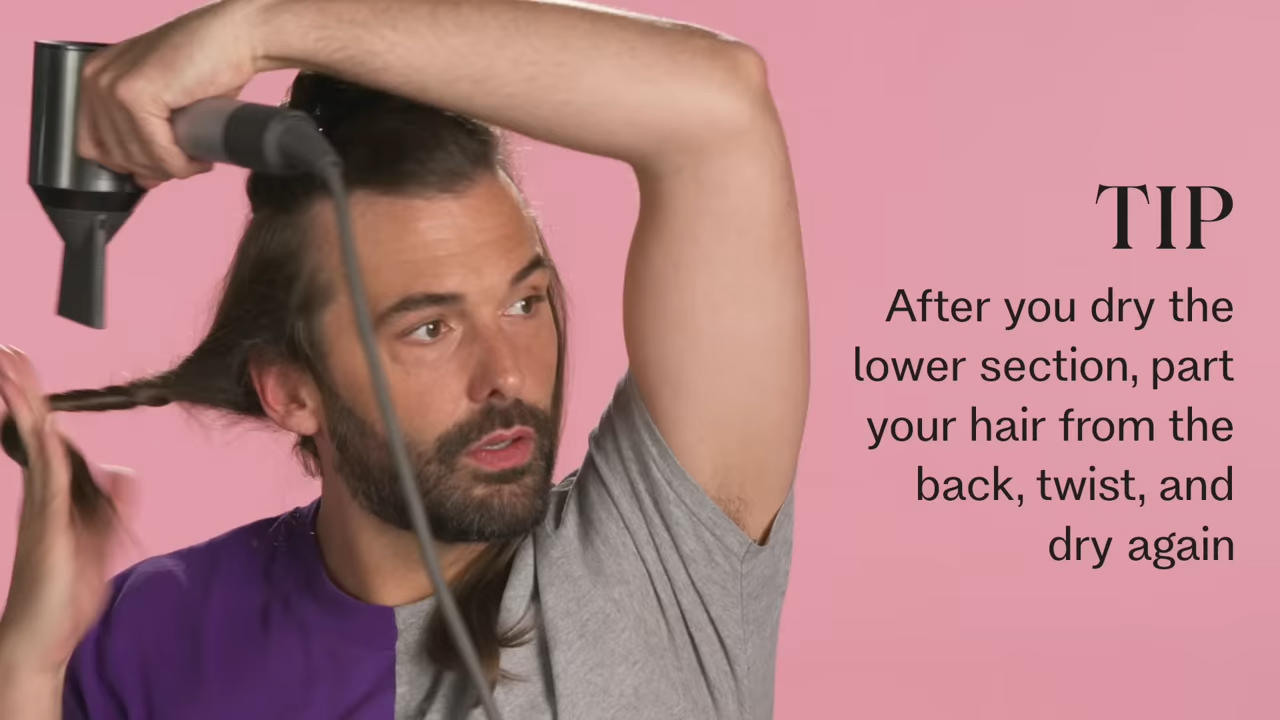 TIP
After you dry the
lower section, part
your hair from the
back, twist, and
dry again